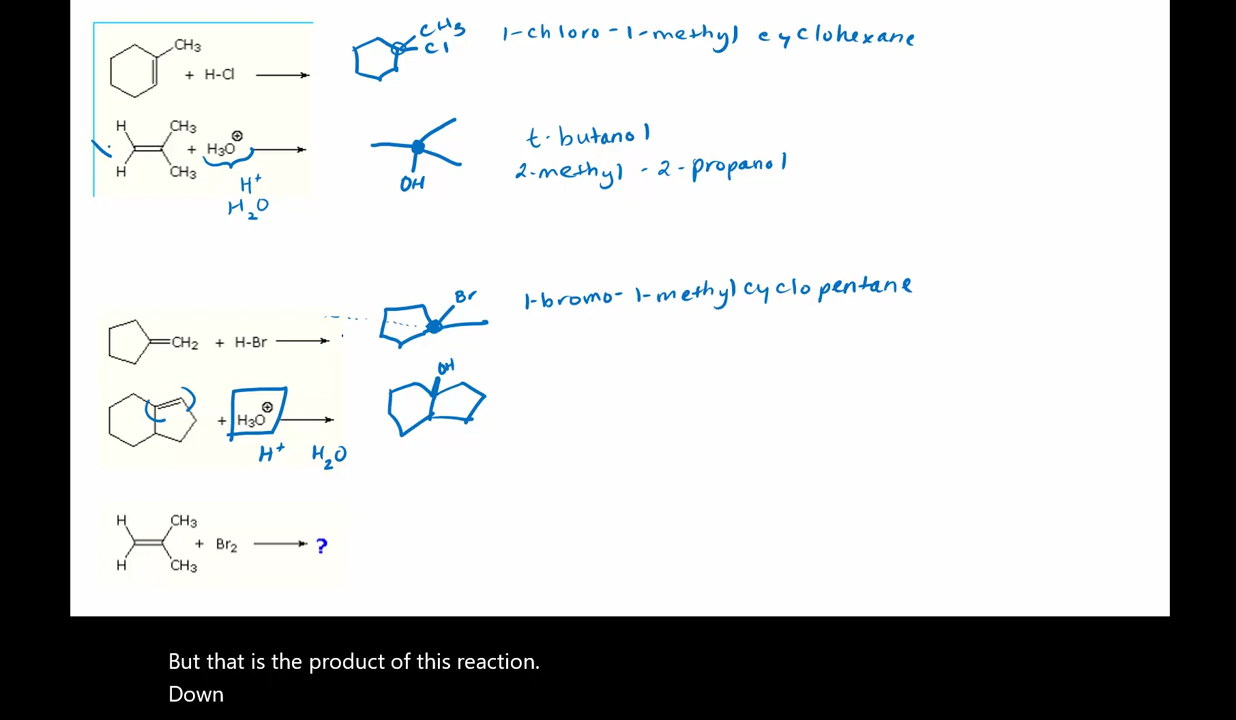 CH3
+ H-Cl
CH3
Cl
1-chloro-1-methyl cyclohexane
H CH3
+ H3O⊕
H CH3
H+
H2O
OH
t-butanol
2-methyl-2-propanol
=CH2 + H-Br
Br
1-bromo-1-methylcyclopentane
+ H3O⊕
H+ H2O
OH
H CH3
+ Br2 ?
H CH3
But that is the product of this reaction.
Down